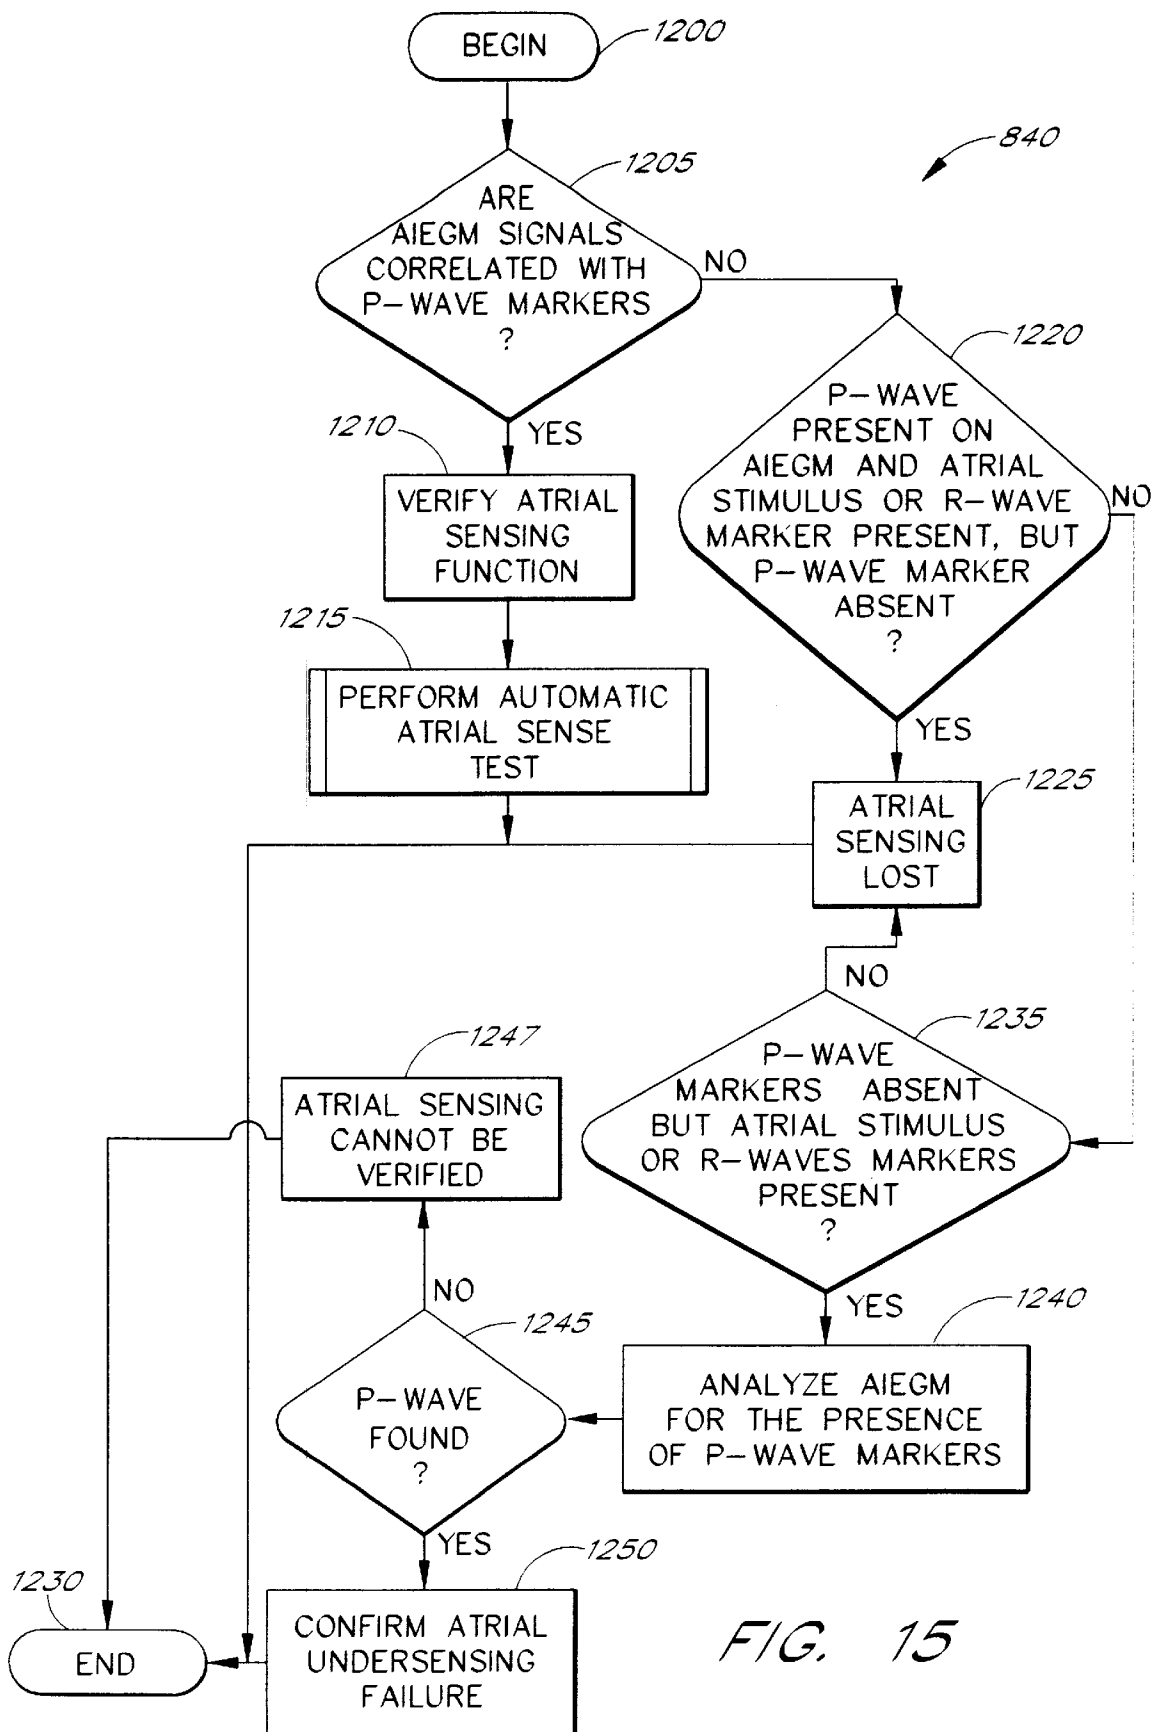 BEGIN
1200
840
1205
ARE
AIEGM SIGNALS
CORRELATED WITH
P-WAVE MARKERS
?
NO
YES
1220
P-WAVE
PRESENT ON
AIEGM AND ATRIAL
STIMULUS OR R-WAVE
MARKER PRESENT, BUT
P-WAVE MARKER
ABSENT
?
NO
YES
1210
VERIFY ATRIAL
SENSING
FUNCTION
1215
PERFORM AUTOMATIC
ATRIAL SENSE
TEST
1225
ATRIAL
SENSING
LOST
NO
1235
P-WAVE
MARKERS ABSENT
BUT ATRIAL STIMULUS
OR R-WAVES MARKERS
PRESENT
?
YES
1247
ATRIAL SENSING
CANNOT BE
VERIFIED
NO
1240
ANALYZE AIEGM
FOR THE PRESENCE
OF P-WAVE MARKERS
1245
P-WAVE
FOUND
?
YES
1250
CONFIRM ATRIAL
UNDERSENSING
FAILURE
1230
END
FIG. 15